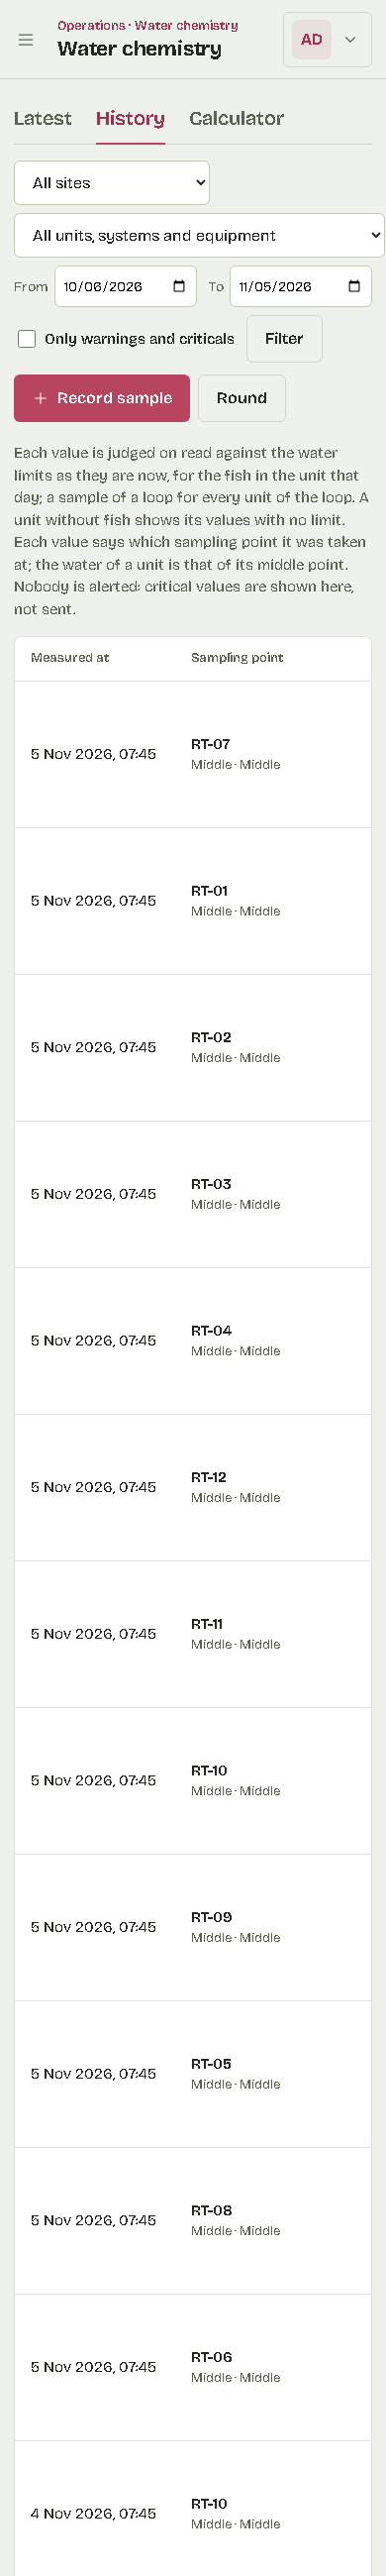 Operations · Water chemistry
Water chemistry
AD
Latest History Calculator
All sites
All units, systems and equipment
From 10/06/2026 To 11/05/2026
Only warnings and criticals Filter
+ Record sample Round
Each value is judged on read against the water
limits as they are now, for the fish in the unit that
day; a sample of a loop for every unit of the loop. A
unit without fish shows its values with no limit.
Each value says which sampling point it was taken
at; the water of a unit is that of its middle point.
Nobody is alerted: critical values are shown here,
not sent.
Measured at Sampling point
5 Nov 2026, 07:45 RT-07
Middle · Middle
5 Nov 2026, 07:45 RT-01
Middle · Middle
5 Nov 2026, 07:45 RT-02
Middle · Middle
5 Nov 2026, 07:45 RT-03
Middle · Middle
5 Nov 2026, 07:45 RT-04
Middle · Middle
5 Nov 2026, 07:45 RT-12
Middle · Middle
5 Nov 2026, 07:45 RT-11
Middle · Middle
5 Nov 2026, 07:45 RT-10
Middle · Middle
5 Nov 2026, 07:45 RT-09
Middle · Middle
5 Nov 2026, 07:45 RT-05
Middle · Middle
5 Nov 2026, 07:45 RT-08
Middle · Middle
5 Nov 2026, 07:45 RT-06
Middle · Middle
4 Nov 2026, 07:45 RT-10
Middle · Middle